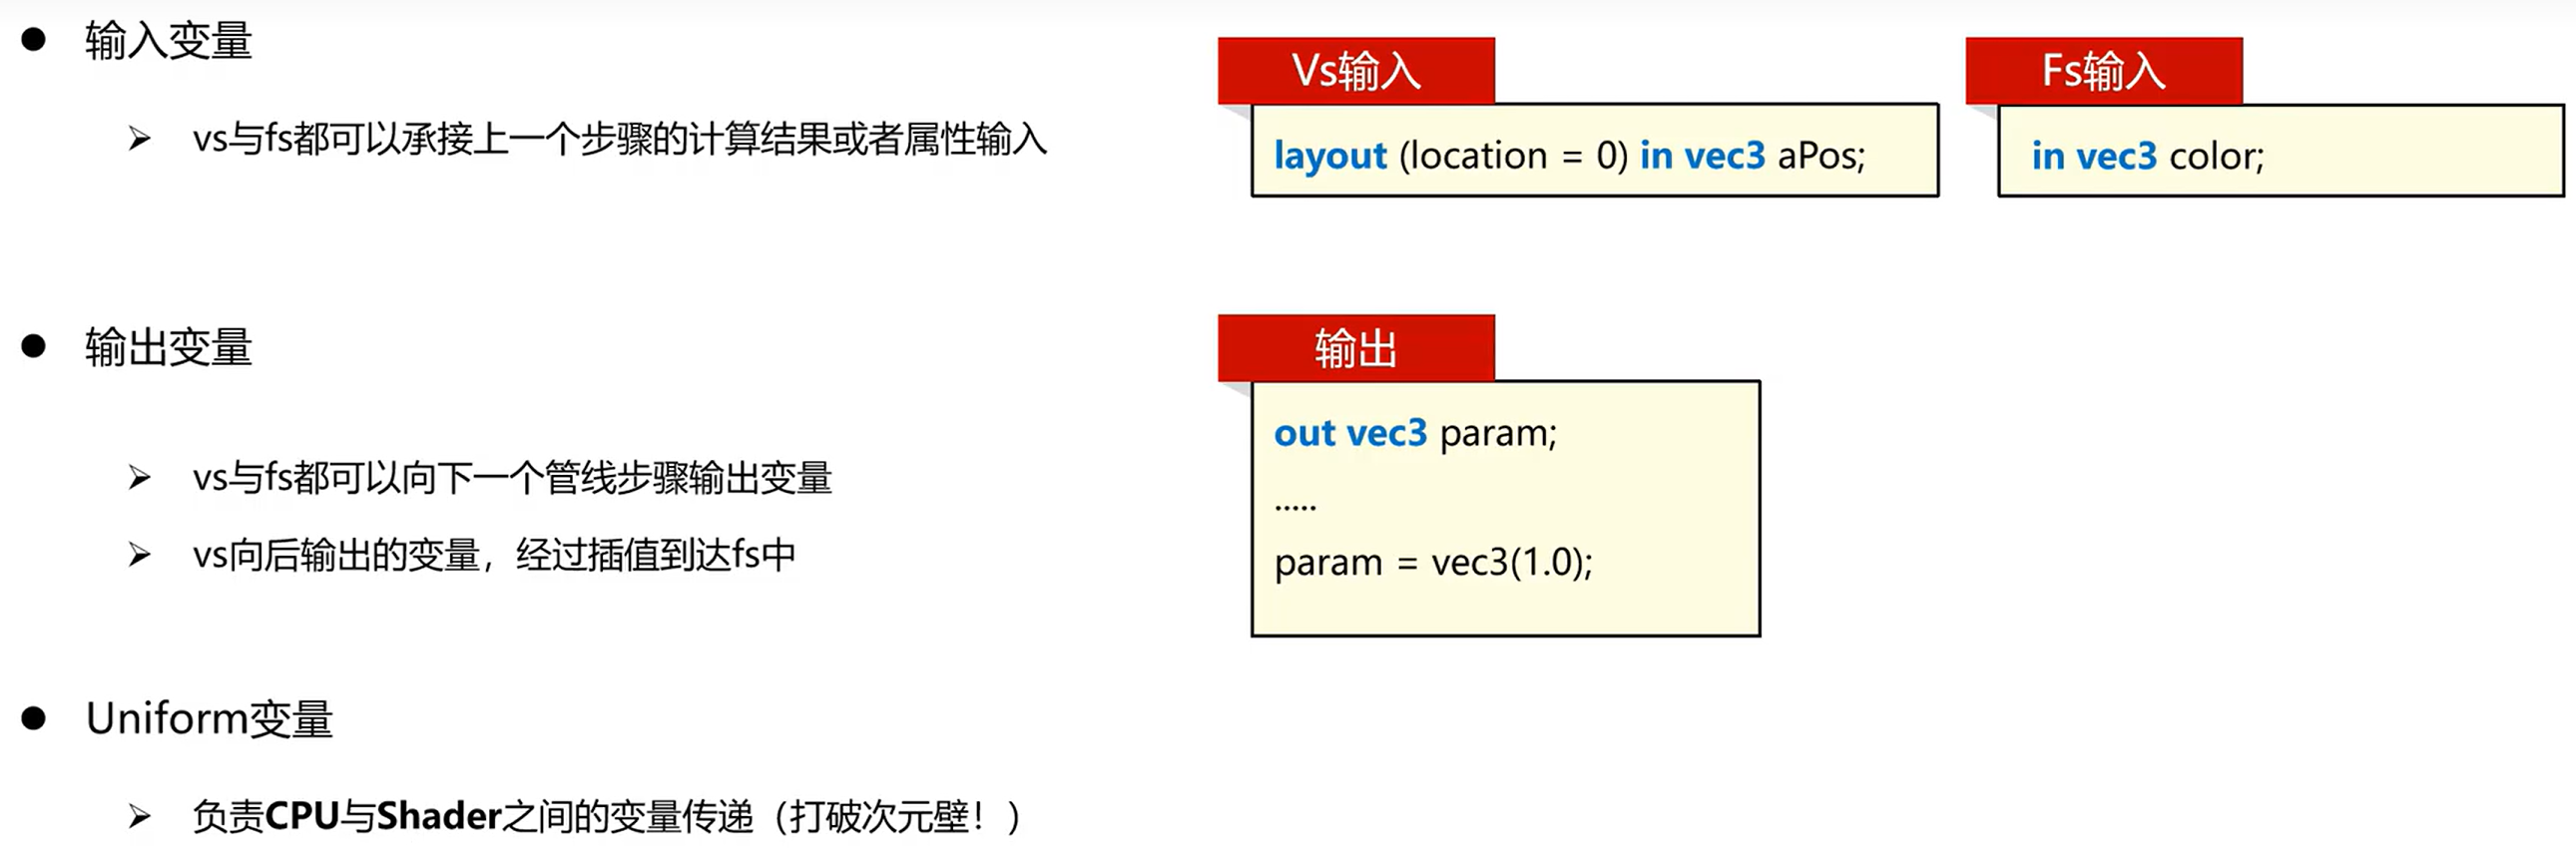 输入变量
vs与fs都可以承接上一个步骤的计算结果或者属性输入
Vs输入
layout (location = 0) in vec3 aPos;
Fs输入
in vec3 color;
输出变量
vs与fs都可以向下一个管线步骤输出变量
vs向后输出的变量，经过插值到达fs中
输出
out vec3 param;
.....
param = vec3(1.0);
Uniform变量
负责CPU与Shader之间的变量传递（打破次元壁！）